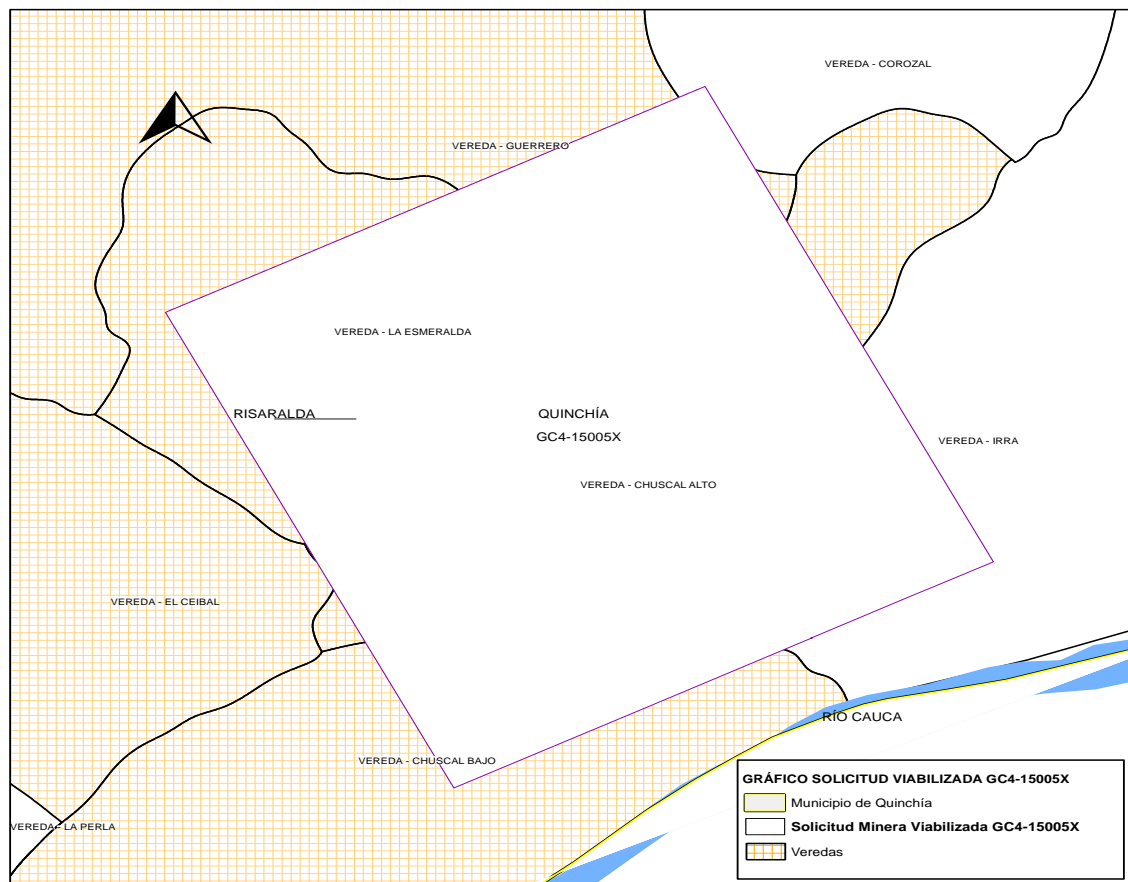 VEREDA - COROZAL
VEREDA - GUERRERO
VEREDA - LA ESMERALDA
RISARALDA
QUINCHÍA
GC4-15005X
VEREDA - IRRA
VEREDA - CHUSCAL ALTO
VEREDA - EL CEIBAL
RÍO CAUCA
VEREDA - CHUSCAL BAJO
VEREDA - LA PERLA
GRÁFICO SOLICITUD VIABILIZADA GC4-15005X
Municipio de Quinchía
Solicitud Minera Viabilizada GC4-15005X
Veredas